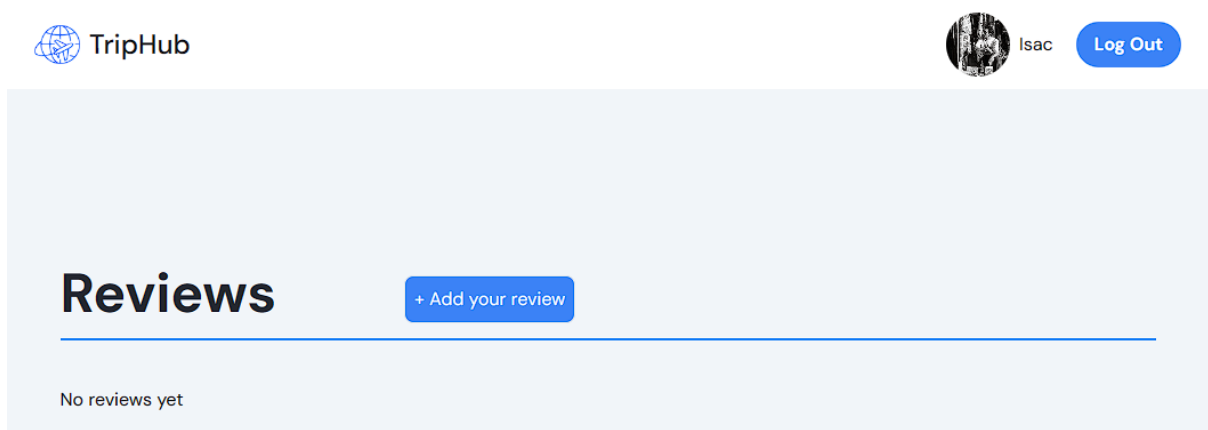 TripHub
Isac
Log Out
Reviews
+ Add your review
No reviews yet